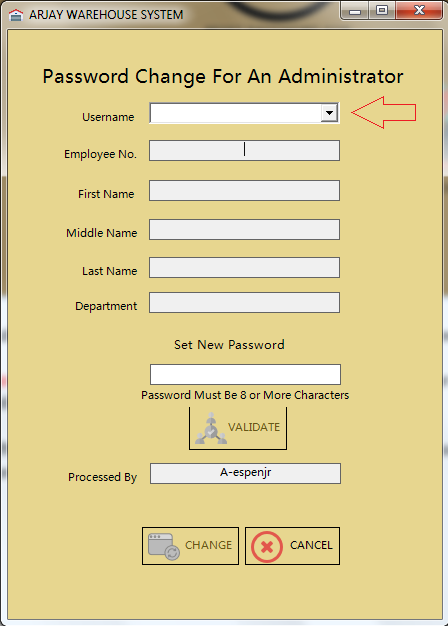 ARJAY WAREHOUSE SYSTEM
Password Change For An Administrator
Username
Employee No.
First Name
Middle Name
Last Name
Department
Set New Password
Password Must Be 8 or More Characters
VALIDATE
Processed By A-espenjr
CHANGE CANCEL